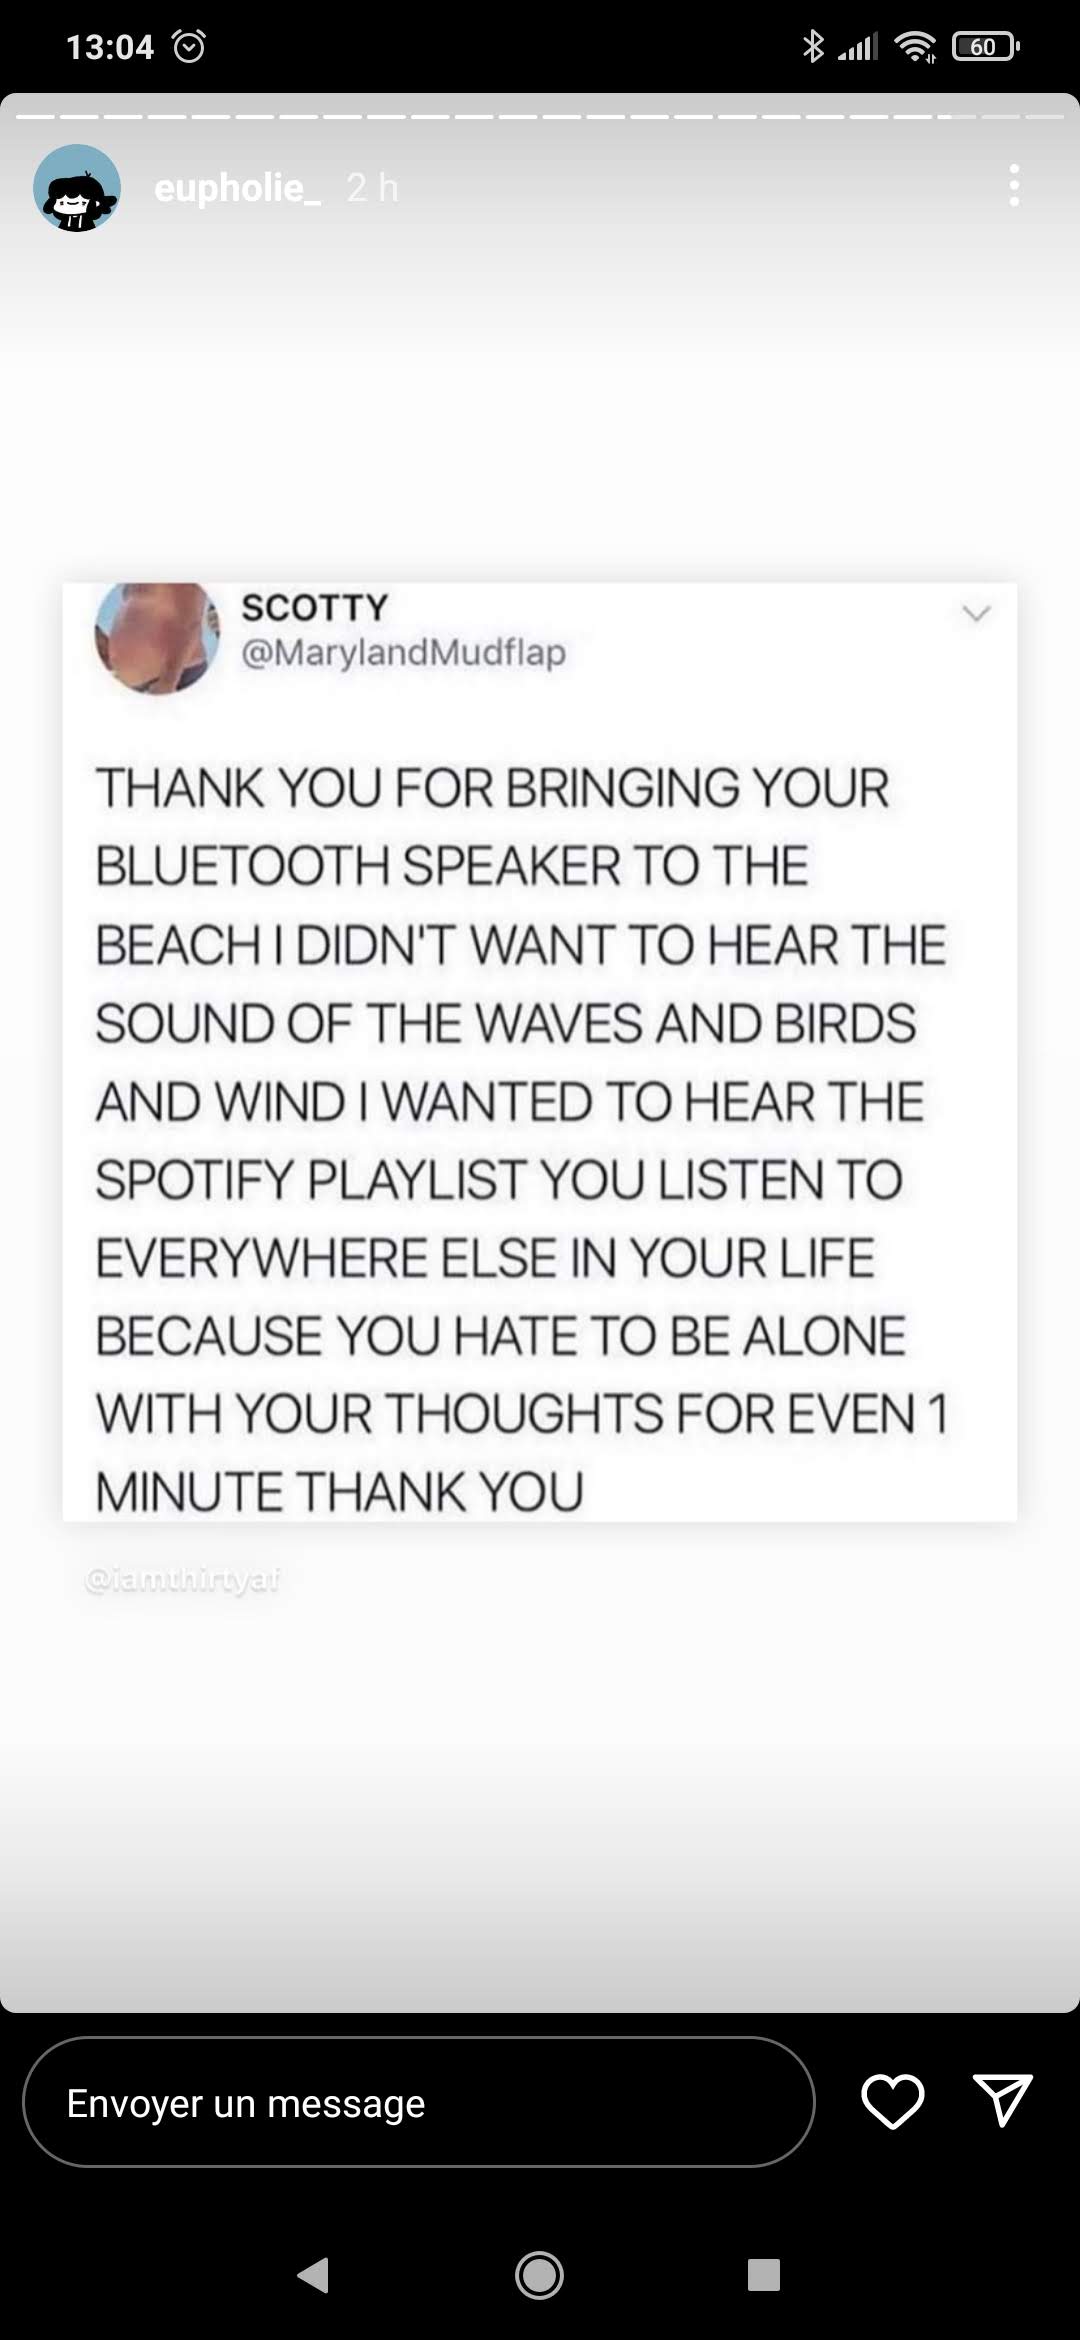 13:04
60
eupholie_ 2 h
SCOTTY
@MarylandMudflap
THANK YOU FOR BRINGING YOUR
BLUETOOTH SPEAKER TO THE
BEACH I DIDN'T WANT TO HEAR THE
SOUND OF THE WAVES AND BIRDS
AND WIND I WANTED TO HEAR THE
SPOTIFY PLAYLIST YOU LISTEN TO
EVERYWHERE ELSE IN YOUR LIFE
BECAUSE YOU HATE TO BE ALONE
WITH YOUR THOUGHTS FOR EVEN 1
MINUTE THANK YOU
@iamthirtyaf
Envoyer un message